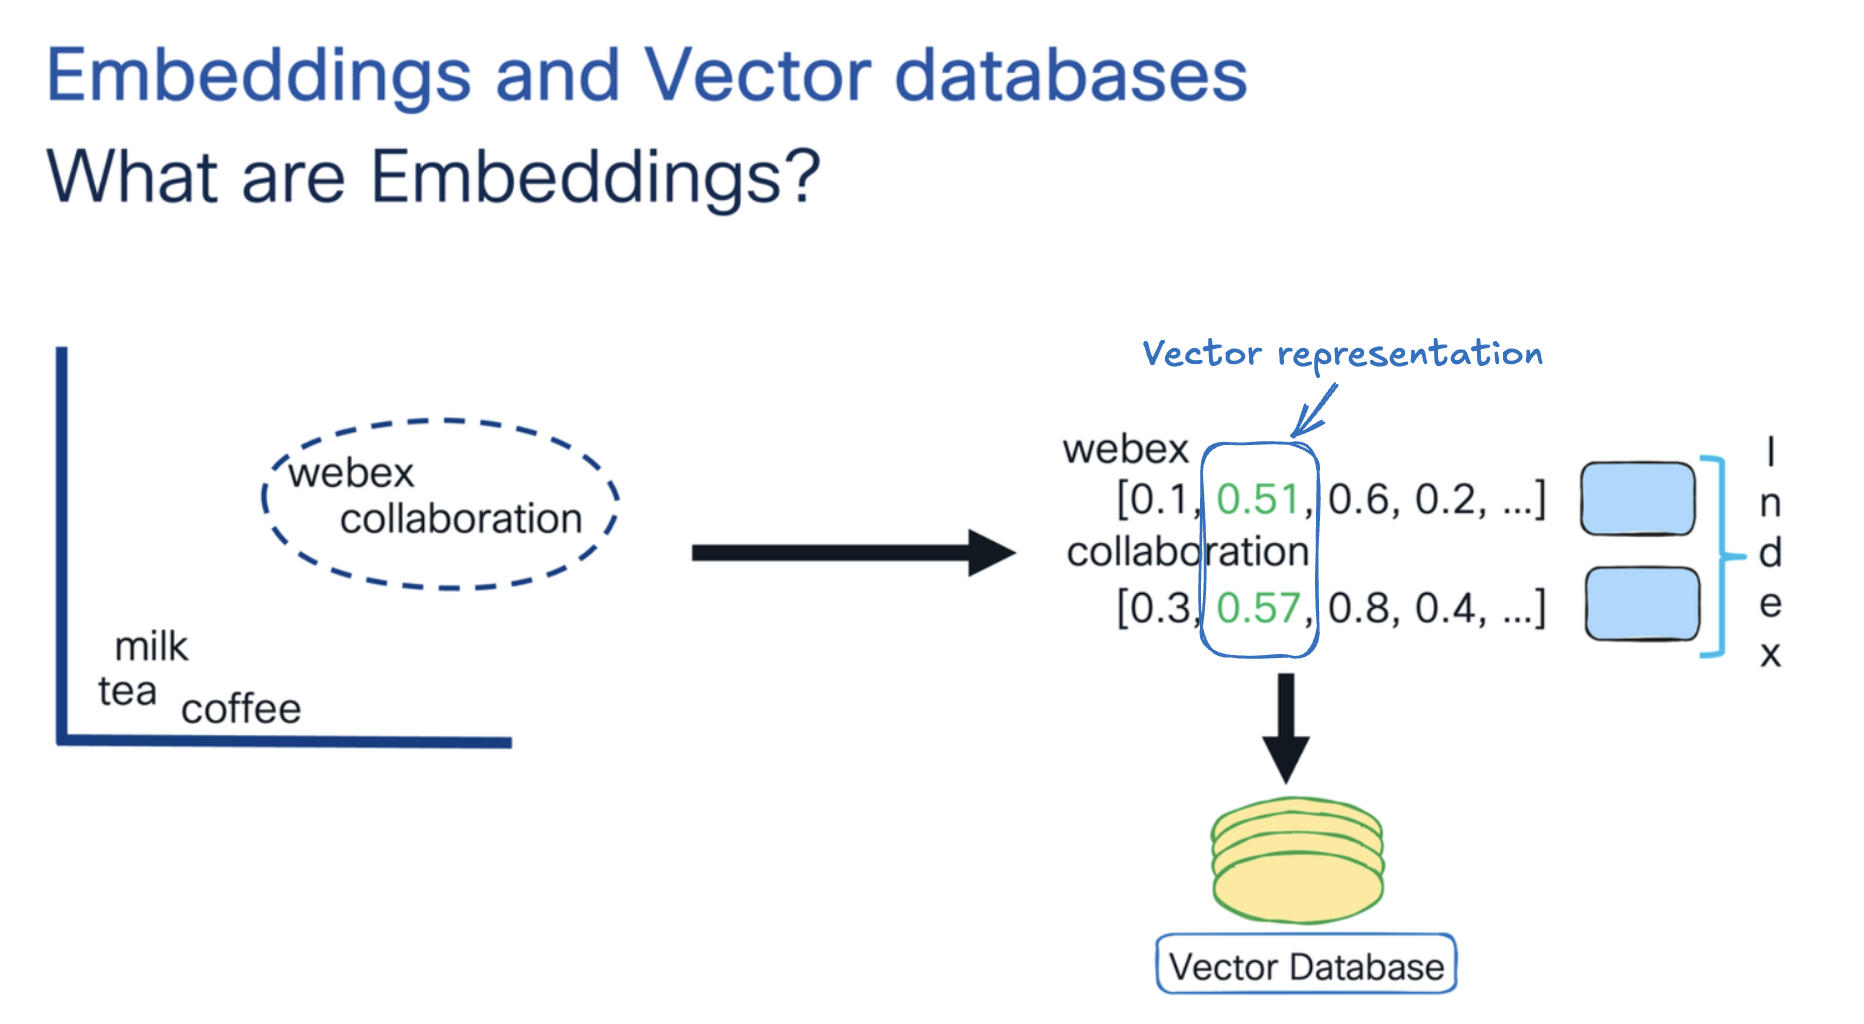 Embeddings and Vector databases
What are Embeddings?
webex
collaboration
milk
tea
coffee
Vector representation
webex
[0.1, 0.51, 0.6, 0.2, ...]
collaboration
[0.3, 0.57, 0.8, 0.4, ...]
I
n
d
e
x
Vector Database